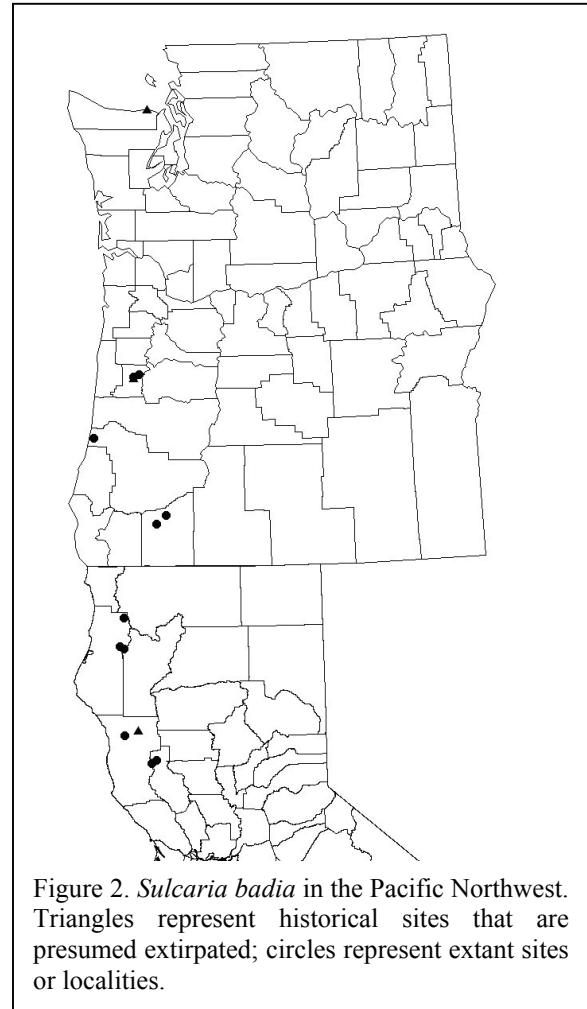 Figure 2. Sulcaria badia in the Pacific Northwest.
Triangles represent historical sites that are
presumed extirpated; circles represent extant sites
or localities.